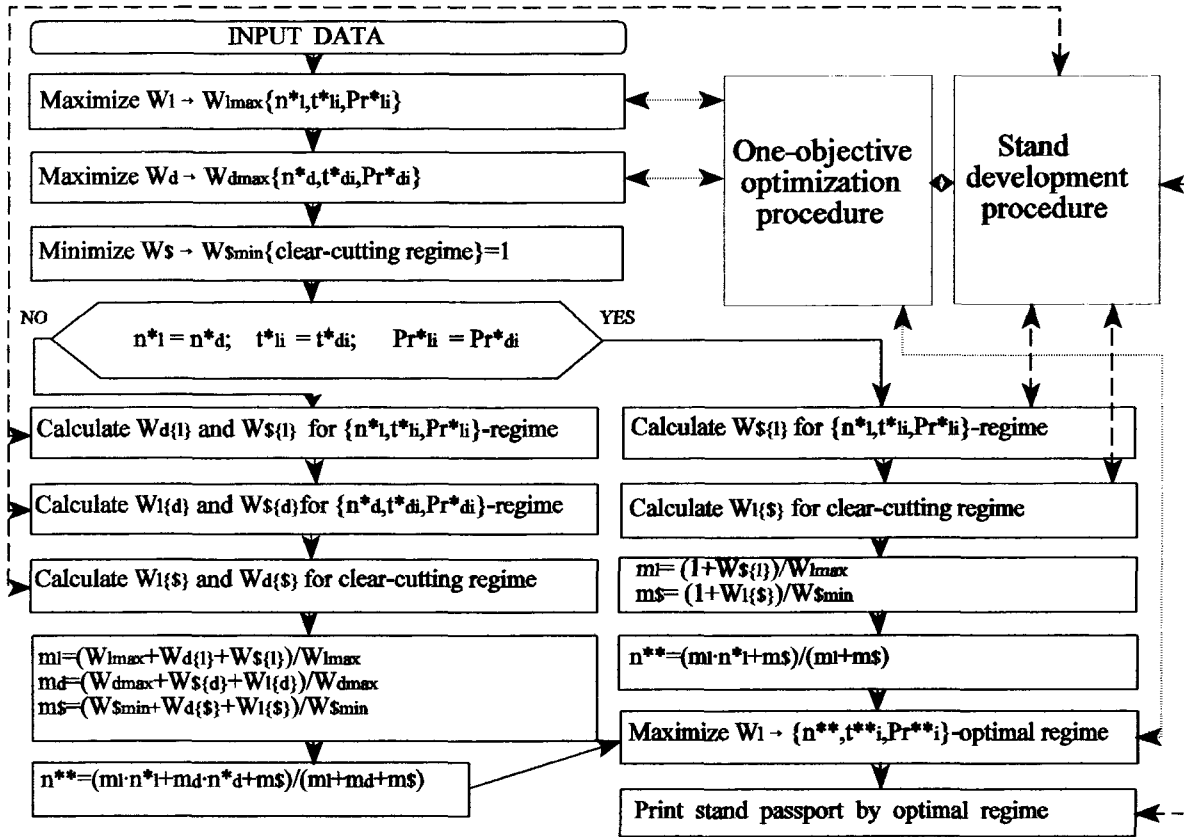 INPUT DATA
Maximize Wl → Wlmax{n*l,t*li,Pr*li}
Maximize Wd → Wdmax{n*d,t*di,Pr*di}
Minimize W$ → W$min{clear-cutting regime}=1
One-objective
optimization
procedure
Stand
development
procedure
NO
n*l = n*d; t*li = t*di; Pr*li = Pr*di
YES
Calculate Wd{l} and W${l} for {n*l,t*li,Pr*li}-regime
Calculate Wl{d} and W${d}for {n*d,t*di,Pr*di}-regime
Calculate Wl{$} and Wd{$} for clear-cutting regime
ml=(Wlmax+Wd{l}+W${l})/Wlmax
md=(Wdmax+W${d}+Wl{d})/Wdmax
m$=(W$min+Wd{$}+Wl{$})/W$min
n**=(ml·n*l+md·n*d+m$)/(ml+md+m$)
Calculate W${l} for {n*l,t*li,Pr*li}-regime
Calculate Wl{$} for clear-cutting regime
ml= (1+W${l})/Wlmax
m$= (1+Wl{$})/W$min
n**=(ml·n*l+m$)/(ml+m$)
Maximize Wl → {n**,t**i,Pr**i}-optimal regime
Print stand passport by optimal regime